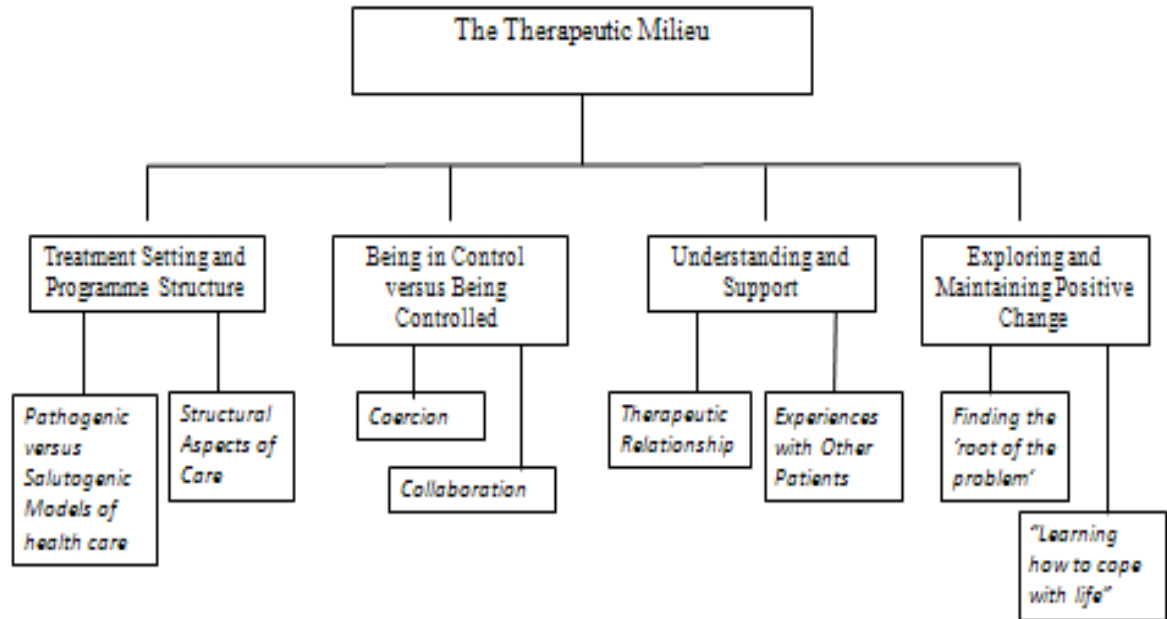 The Therapeutic Milieu
Treatment Setting and
Programme Structure
Being in Control
versus Being
Controlled
Understanding and
Support
Exploring and
Maintaining Positive
Change
Pathogenic
versus
Salutogenic
Models of
health care
Structural
Aspects of
Care
Coercion
Collaboration
Therapeutic
Relationship
Experiences
with Other
Patients
Finding the
‘root of the
problem’
“Learning
how to cope
with life”